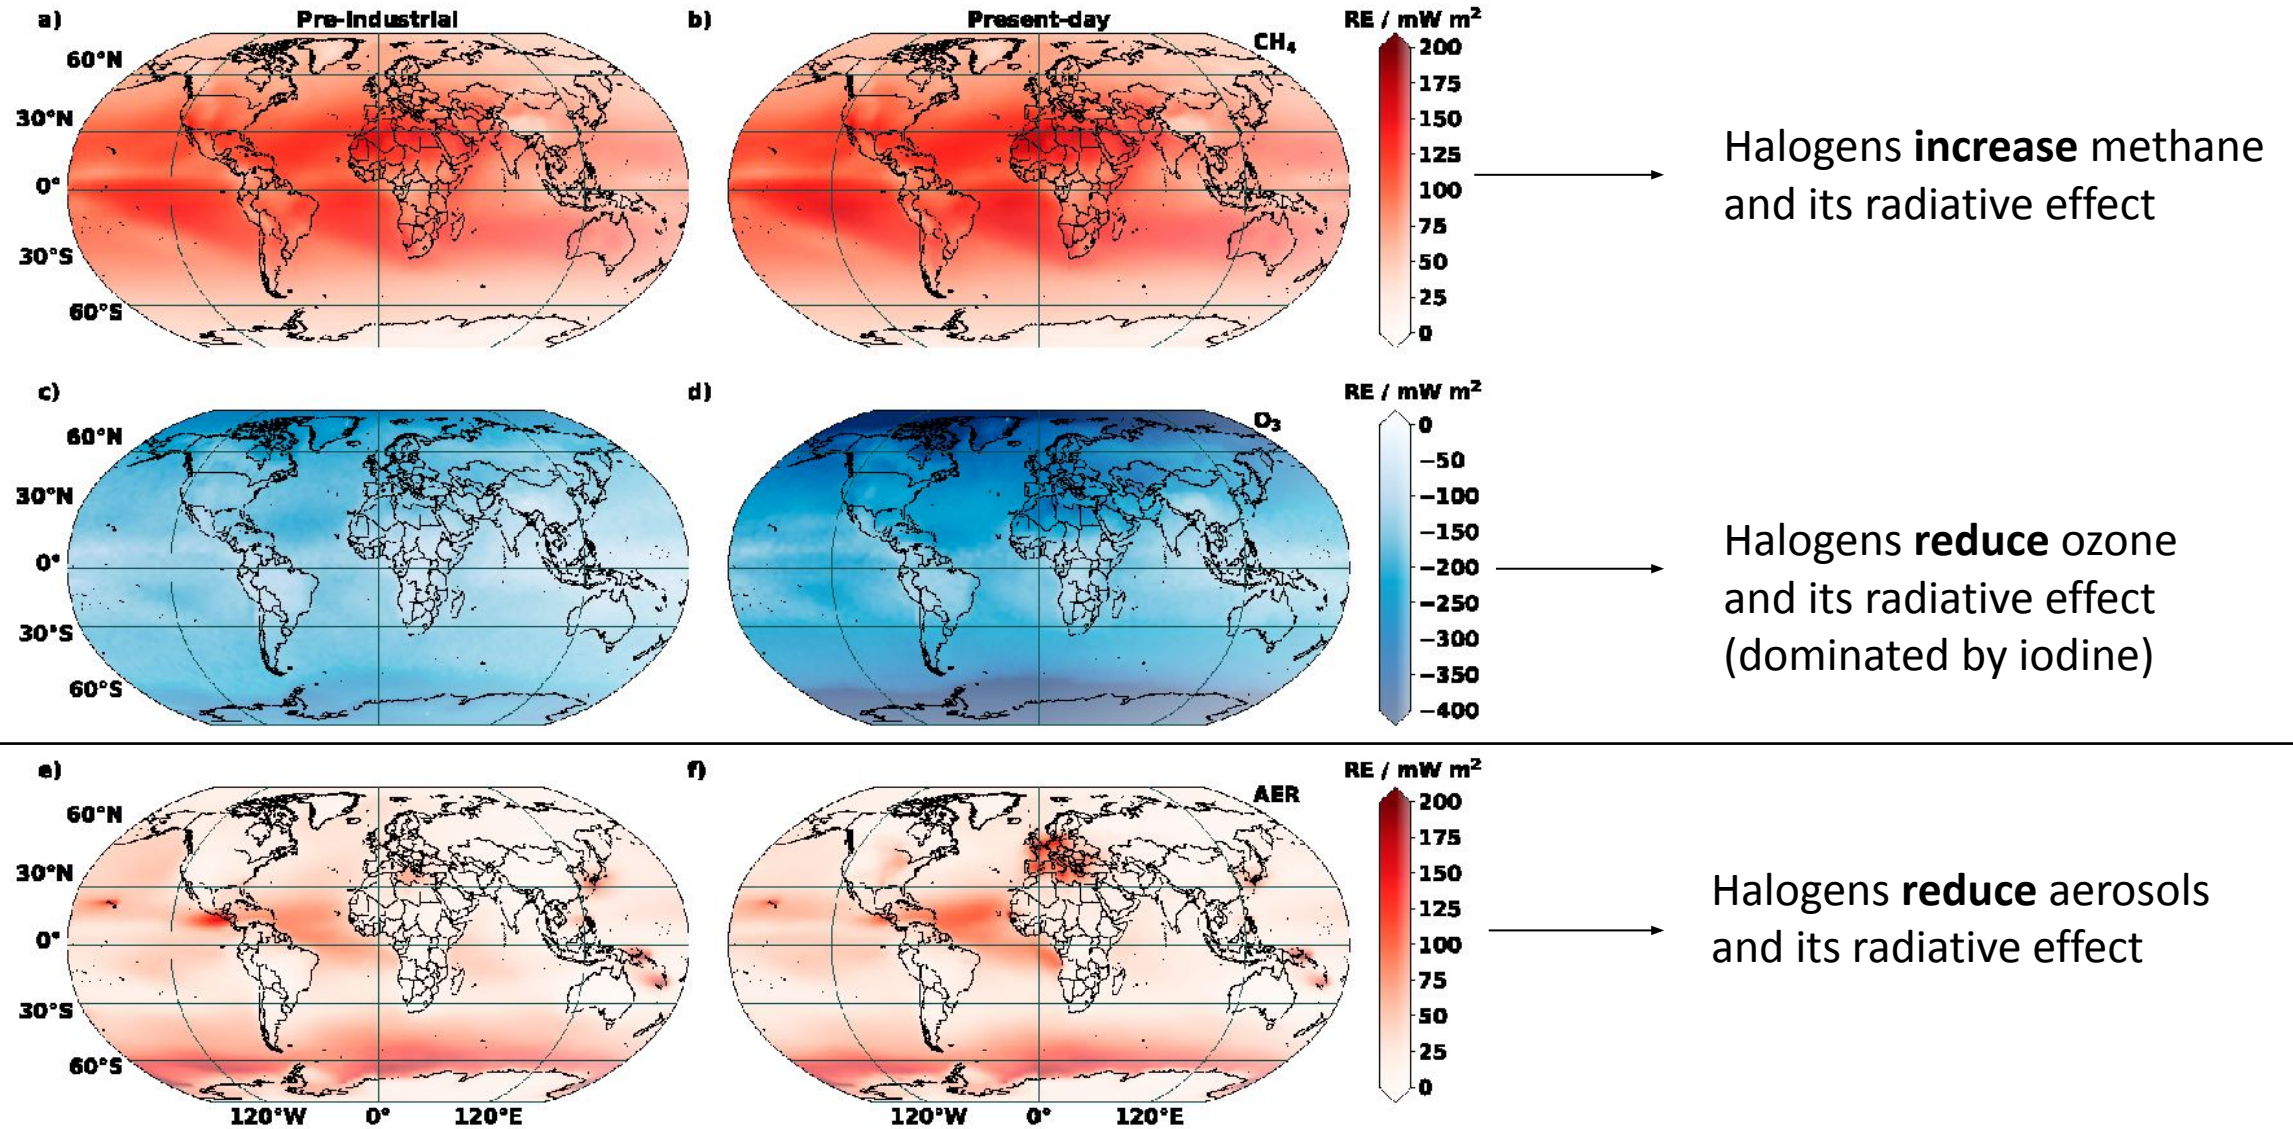 a) Pre-industrial b) Present-day RE / mW m²
CH₄
60°N
30°N
0°
30°S
60°S
200
175
150
125
100
75
50
25
0
Halogens increase methane
and its radiative effect
c) d) RE / mW m²
O₃
60°N
30°N
0°
30°S
60°S
0
−50
−100
−150
−200
−250
−300
−350
−400
Halogens reduce ozone
and its radiative effect
(dominated by iodine)
e) f) RE / mW m²
AER
60°N
30°N
0°
30°S
60°S
120°W 0° 120°E
120°W 0° 120°E
200
175
150
125
100
75
50
25
0
Halogens reduce aerosols
and its radiative effect